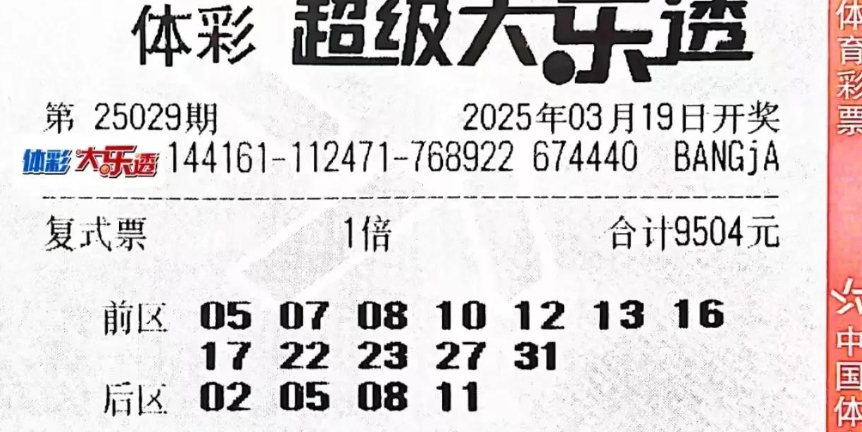 体彩 超级大乐透
第 25029期 2025年03月19日开奖
体彩 大乐透 144161-112471-768922 674440 BANGjA
复式票 1倍 合计9504元
前区 05 07 08 10 12 13 16
17 22 23 27 31
后区 02 05 08 11
体育彩票
中国体